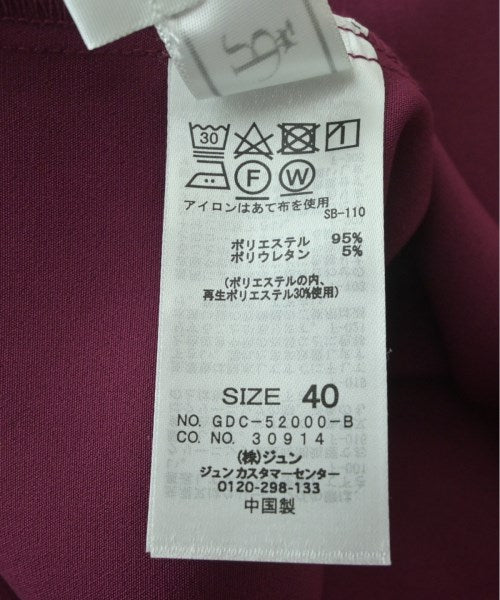 30
F W
アイロンはあて布を使用
SB-110
ポリエステル 95%
ポリウレタン 5%
(ポリエステルの内、
再生ポリエステル30%使用)
SIZE 40
NO. GDC-52000-B
CO. NO. 30914
(株)ジュン
ジュン カスタマーセンター
0120-298-133
中国製